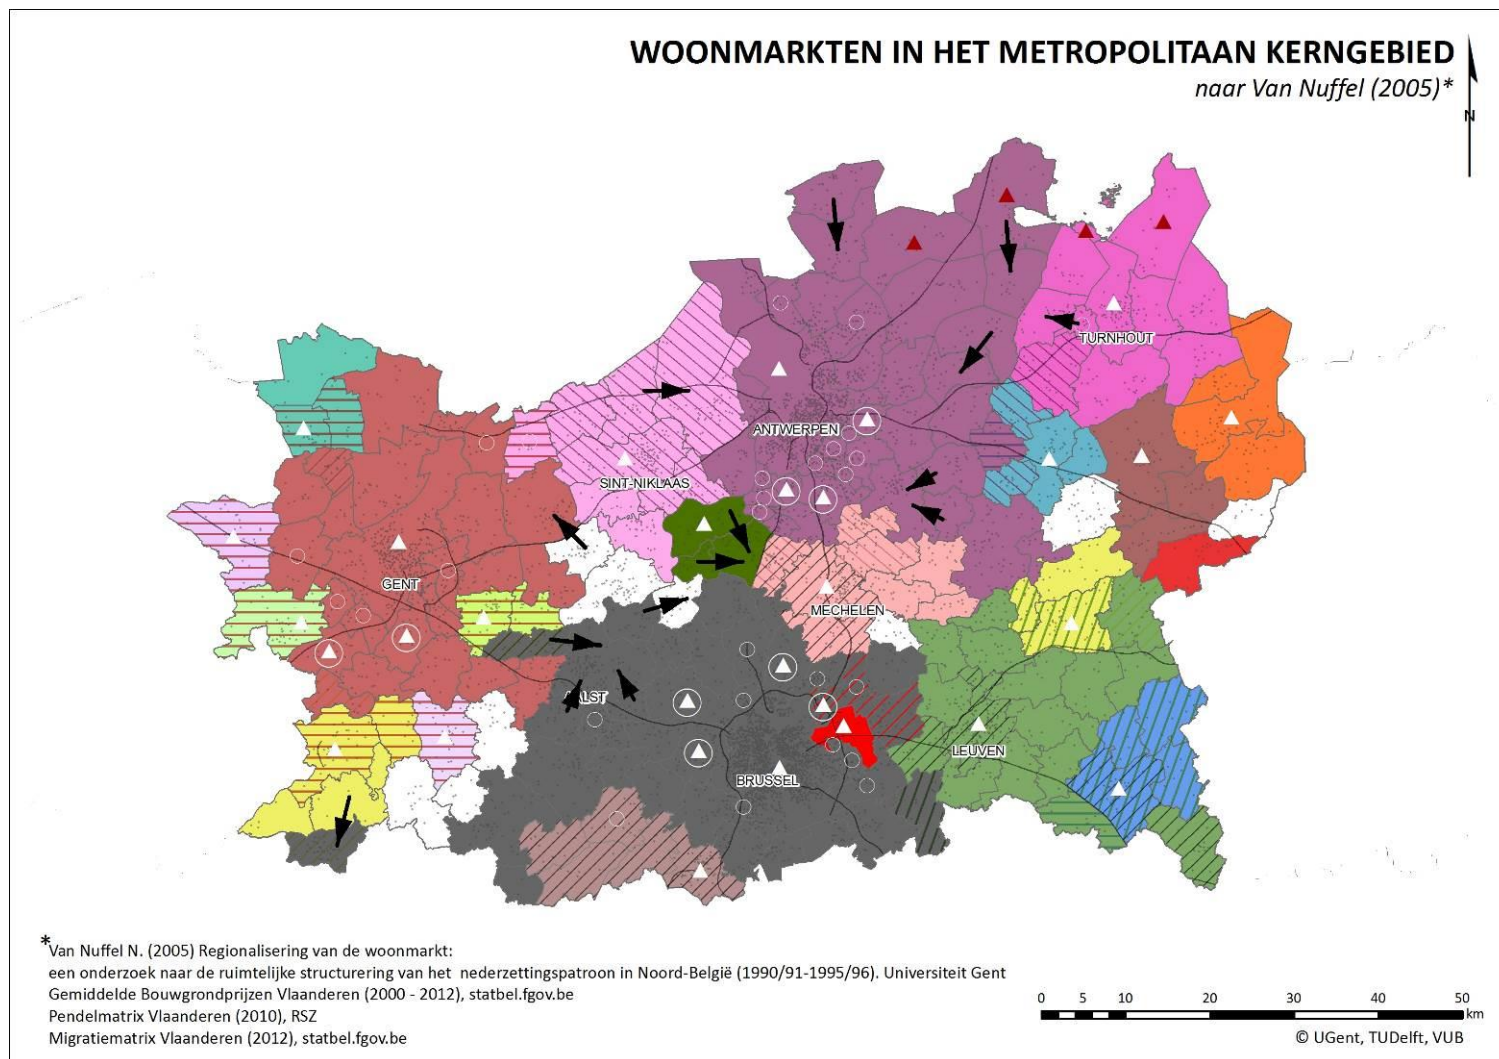 WOONMARKTEN IN HET METROPOLITAAN KERNGEBIED
naar Van Nuffel (2005)*
N
TURNHOUT
ANTWERPEN
SINT-NIKLAAS
GENT
MECHELEN
AALST
LEUVEN
BRUSSEL
*Van Nuffel N. (2005) Regionalisering van de woonmarkt:
een onderzoek naar de ruimtelijke structurering van het nederzettingspatroon in Noord-België (1990/91-1995/96). Universiteit Gent
Gemiddelde Bouwgrondprijzen Vlaanderen (2000 - 2012), statbel.fgov.be
Pendelmatrix Vlaanderen (2010), RSZ
Migratiematrix Vlaanderen (2012), statbel.fgov.be
0 5 10 20 30 40 50
km
© UGent, TUDelft, VUB